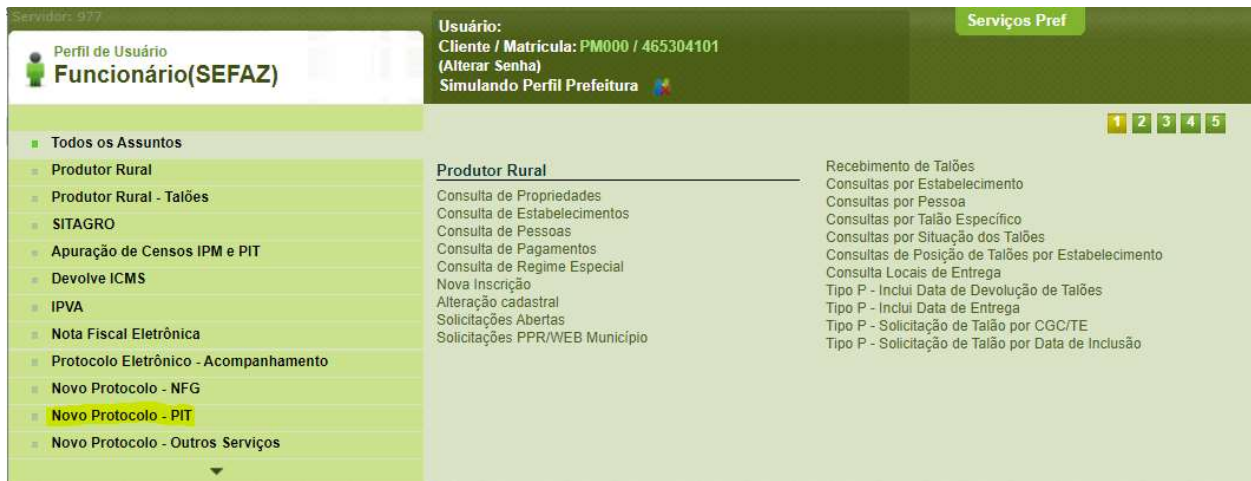 Servidor: 977
Perfil de Usuário
Funcionário(SEFAZ)
Usuário:
Cliente / Matricula: PM000 / 465304101
(Alterar Senha)
Simulando Perfil Prefeitura
Serviços Pref
1 2 3 4 5
Todos os Assuntos
Produtor Rural
Produtor Rural - Talões
SITAGRO
Apuração de Censos IPM e PIT
Devolve ICMS
IPVA
Nota Fiscal Eletrônica
Protocolo Eletrônico - Acompanhamento
Novo Protocolo - NFG
Novo Protocolo - PIT
Novo Protocolo - Outros Serviços
Produtor Rural
Consulta de Propriedades
Consulta de Estabelecimentos
Consulta de Pessoas
Consulta de Pagamentos
Consulta de Regime Especial
Nova Inscrição
Alteração cadastral
Solicitações Abertas
Solicitações PPR/WEB Município
Recebimento de Talões
Consultas por Estabelecimento
Consultas por Pessoa
Consultas por Talão Específico
Consultas por Situação dos Talões
Consultas de Posição de Talões por Estabelecimento
Consulta Locais de Entrega
Tipo P - Inclui Data de Devolução de Talões
Tipo P - Inclui Data de Entrega
Tipo P - Solicitação de Talão por CGC/TE
Tipo P - Solicitação de Talão por Data de Inclusão